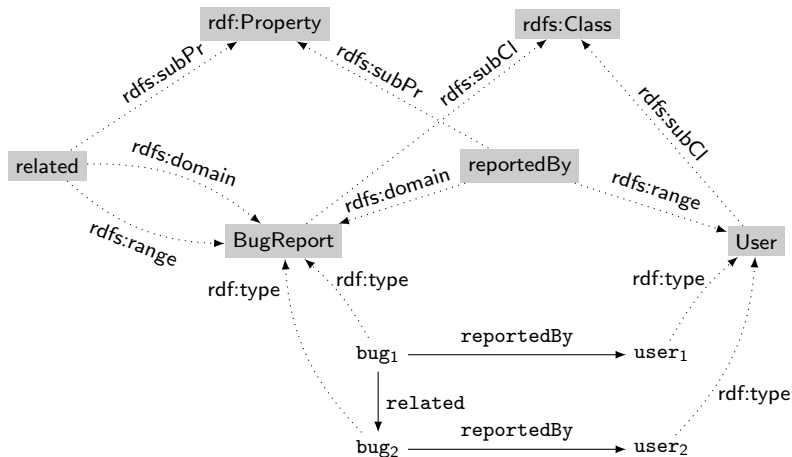 rdf:Property
rdfs:Class
rdfs:subPr
rdfs:subPr
rdfs:subCl
rdfs:subCl
related
rdfs:domain
reportedBy
rdfs:domain
rdfs:range
rdfs:range
BugReport
User
rdf:type
rdf:type
rdf:type
reportedBy
bug₁
user₁
related
rdf:type
reportedBy
bug₂
user₂